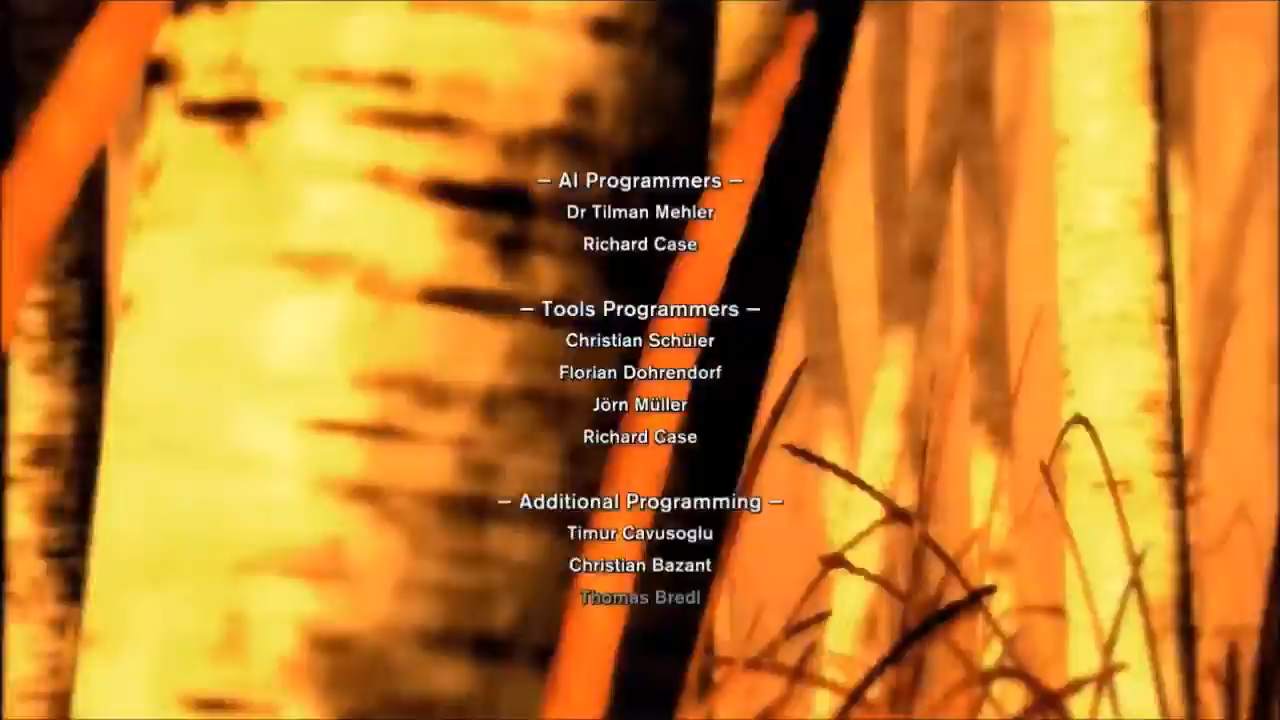 — AI Programmers —
Dr Tilman Mehler
Richard Case
— Tools Programmers —
Christian Schüler
Florian Dohrendorf
Jörn Müller
Richard Case
— Additional Programming —
Timur Cavusoglu
Christian Bazant
Thomas Bredl